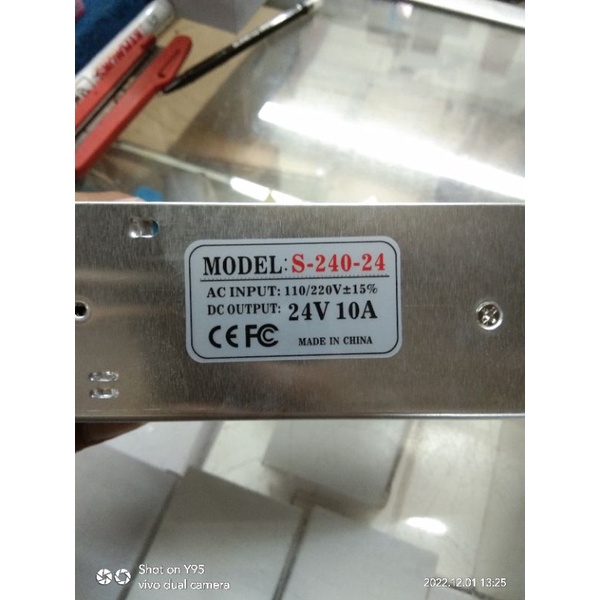 MODEL: S-240-24
AC INPUT: 110/220V±15%
DC OUTPUT: 24V 10A
CE FC MADE IN CHINA
Shot on Y95
vivo dual camera
2022.12.01 13:25